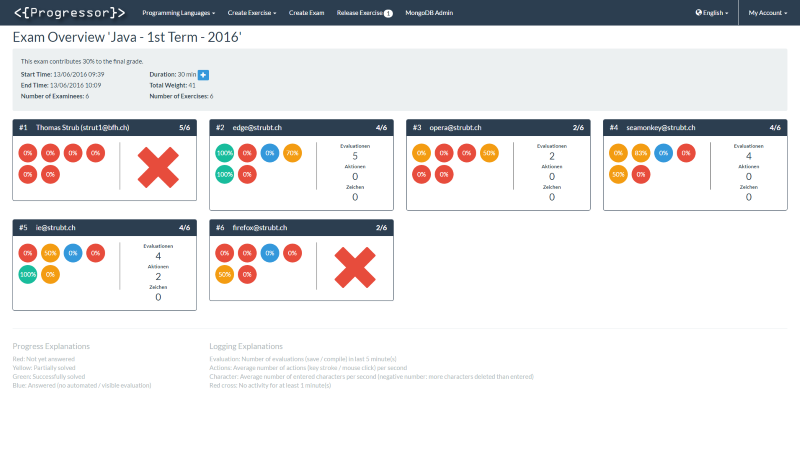 <{Progressor}>
Programming Languages
Create Exercise
Create Exam
Release Exercise 1
MongoDB Admin
English
My Account
Exam Overview 'Java - 1st Term - 2016'
This exam contributes 30% to the final grade.
Start Time: 13/06/2016 09:39
Duration: 30 min
End Time: 13/06/2016 10:09
Total Weight: 41
Number of Examinees: 6
Number of Exercises: 6
#1 Thomas Strub (strut1@bfh.ch) 5/6
0% 0% 0% 0%
0% 0%
#2 edge@strubt.ch 4/6
100% 0% 0% 70%
100% 0%
Evaluationen
5
Aktionen
0
Zeichen
0
#3 opera@strubt.ch 2/6
0% 0% 0% 50%
0% 0%
Evaluationen
2
Aktionen
0
Zeichen
0
#4 seamonkey@strubt.ch 4/6
0% 83% 0% 0%
50% 0%
Evaluationen
4
Aktionen
0
Zeichen
0
#5 ie@strubt.ch 4/6
0% 50% 0% 0%
100% 0%
Evaluationen
4
Aktionen
2
Zeichen
0
#6 firefox@strubt.ch 2/6
0% 0% 0% 0%
50% 0%
Progress Explanations
Red: Not yet answered
Yellow: Partially solved
Green: Successfully solved
Blue: Answered (no automated / visible evaluation)
Logging Explanations
Evaluation: Number of evaluations (save / compile) in last 5 minute(s)
Actions: Average number of actions (key stroke / mouse click) per second
Character: Average number of entered characters per second (negative number: more characters deleted than entered)
Red cross: No activity for at least 1 minute(s)